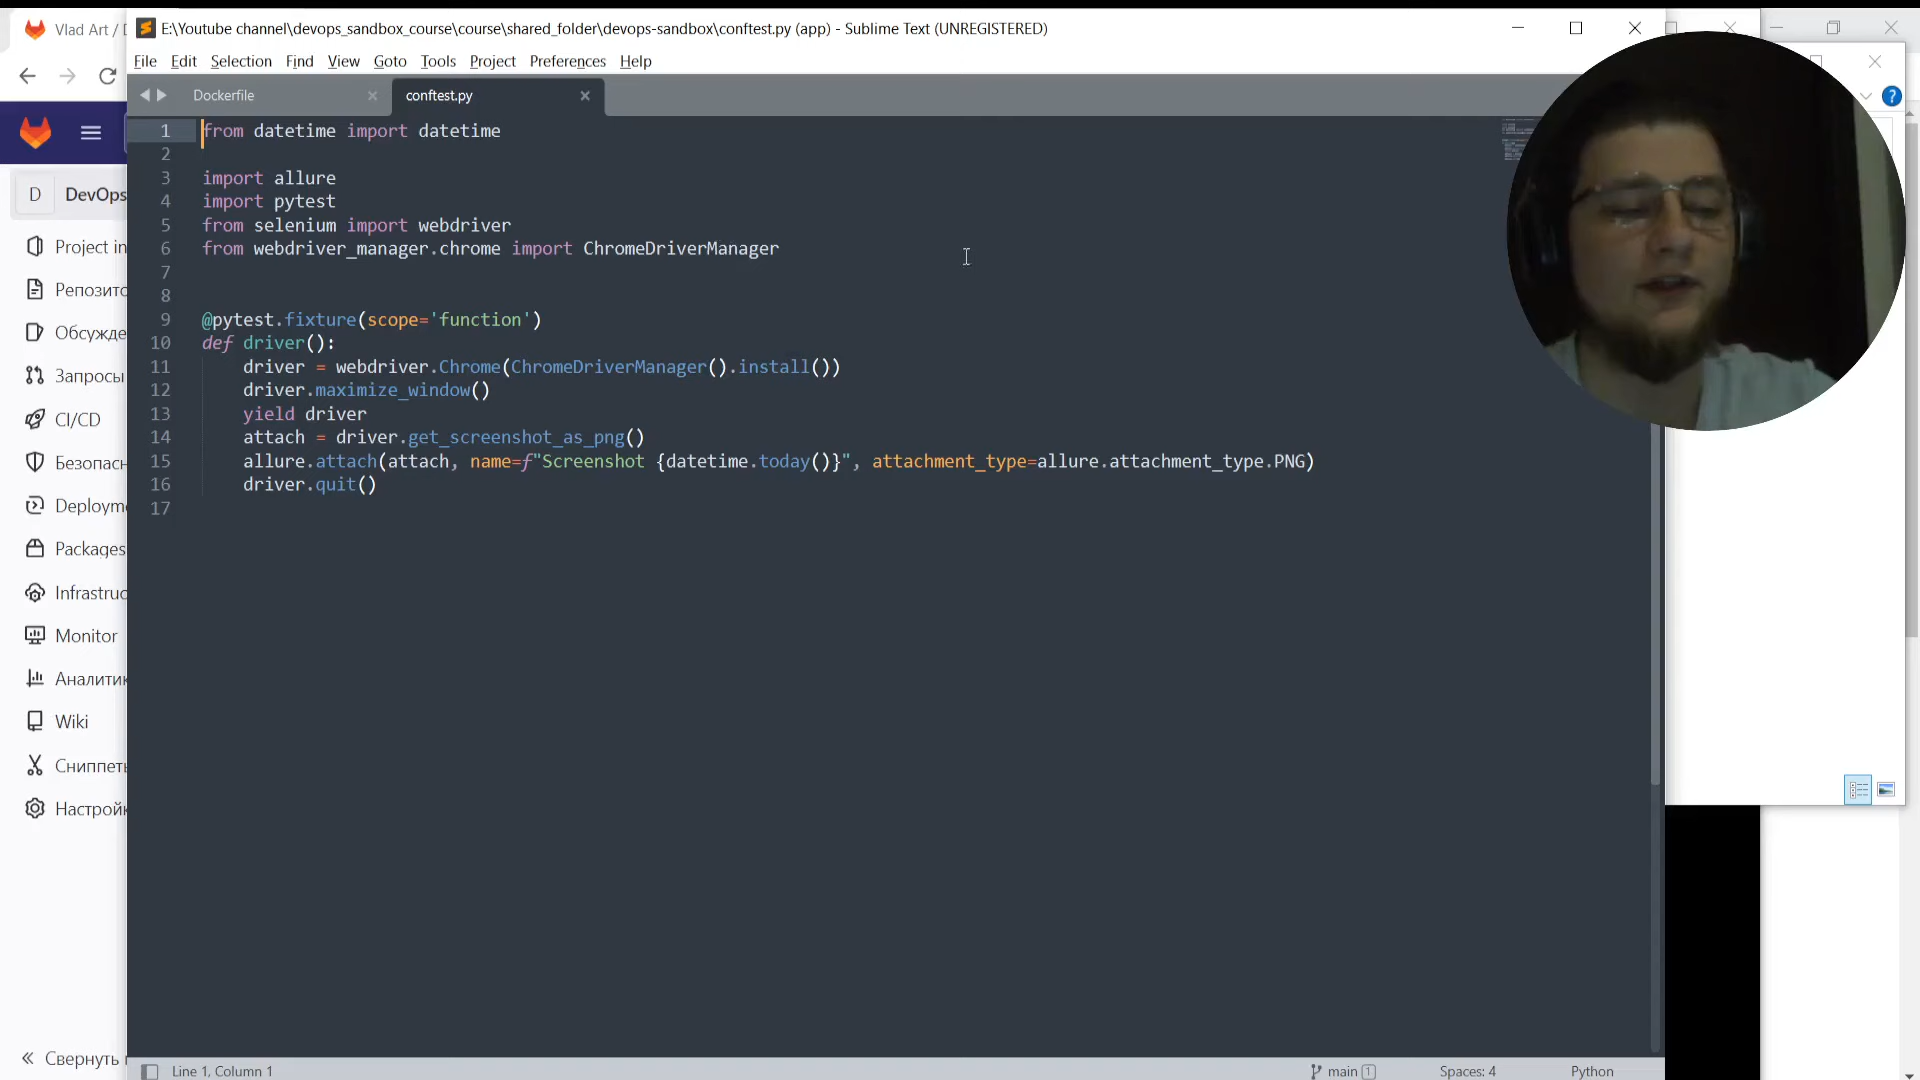 Vlad Art / D
E:\Youtube channel\devops_sandbox_course\course\shared_folder\devops-sandbox\conftest.py (app) - Sublime Text (UNREGISTERED)
File Edit Selection Find View Goto Tools Project Preferences Help
Dockerfile
conftest.py
D DevOps
Project in
Репозито
Обсужде
Запросы
CI/CD
Безопасн
Deployme
Packages
Infrastruc
Monitor
Аналитик
Wiki
Сниппеты
Настройк
Свернуть
1 from datetime import datetime
2
3 import allure
4 import pytest
5 from selenium import webdriver
6 from webdriver_manager.chrome import ChromeDriverManager
7
8
9 @pytest.fixture(scope='function')
10 def driver():
11 driver = webdriver.Chrome(ChromeDriverManager().install())
12 driver.maximize_window()
13 yield driver
14 attach = driver.get_screenshot_as_png()
15 allure.attach(attach, name=f"Screenshot {datetime.today()}", attachment_type=allure.attachment_type.PNG)
16 driver.quit()
17
Line 1, Column 1
main 1
Spaces: 4
Python